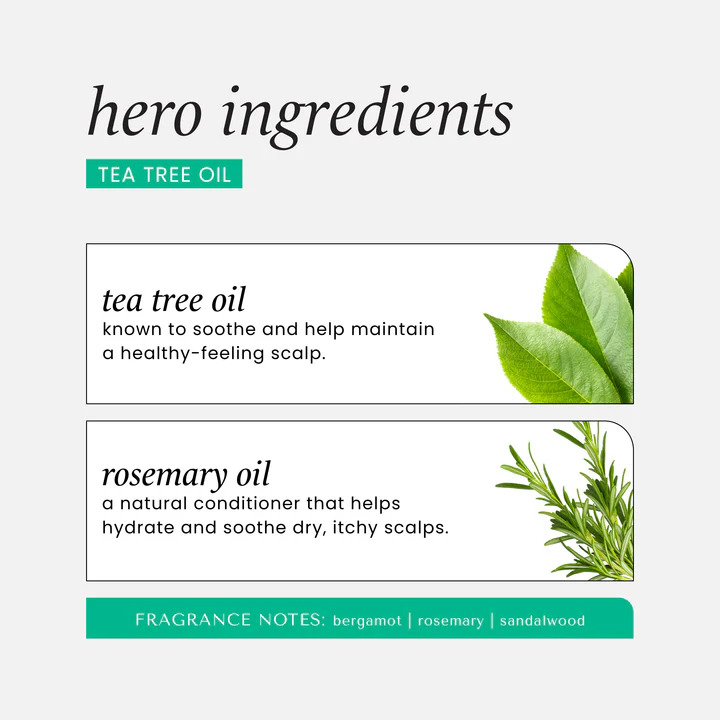 hero ingredients
TEA TREE OIL
tea tree oil
known to soothe and help maintain
a healthy-feeling scalp.
rosemary oil
a natural conditioner that helps
hydrate and soothe dry, itchy scalps.
FRAGRANCE NOTES: bergamot | rosemary | sandalwood